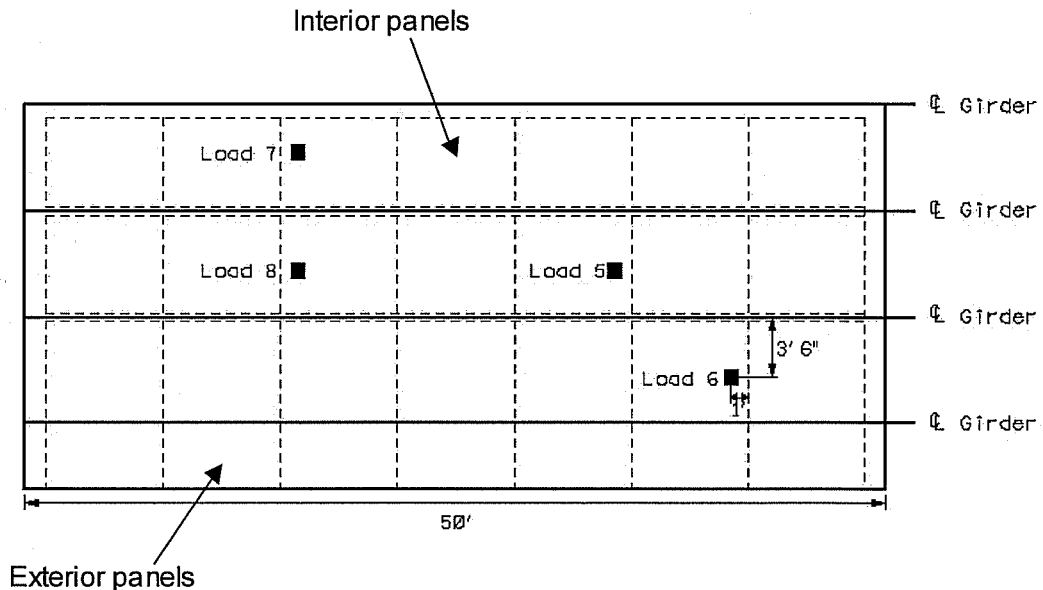 Interior panels
℄ Girder
Load 7
℄ Girder
Load 8
Load 5
℄ Girder
3' 6"
Load 6
1'
℄ Girder
50'
Exterior panels